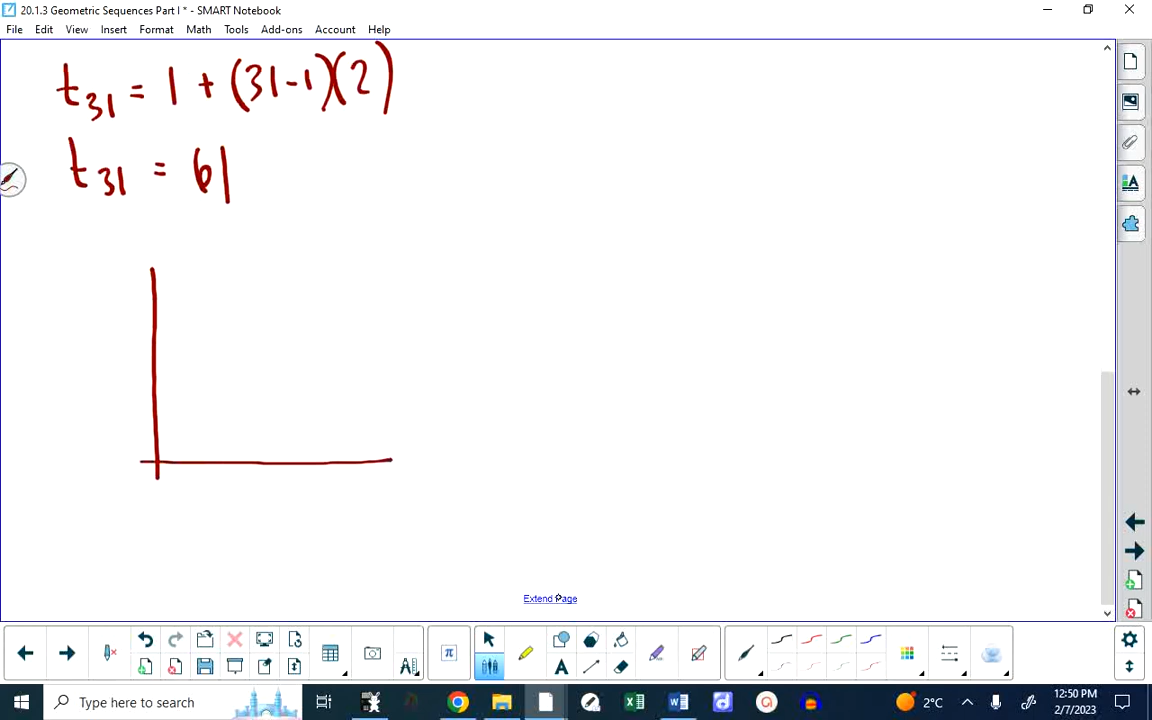 20.1.3 Geometric Sequences Part I * - SMART Notebook
File Edit View Insert Format Math Tools Add-ons Account Help
t31 = 1 + (31-1)(2)
t31 = 61
Extend Page
π
A
Type here to search
2°C
12:50 PM
2/7/2023